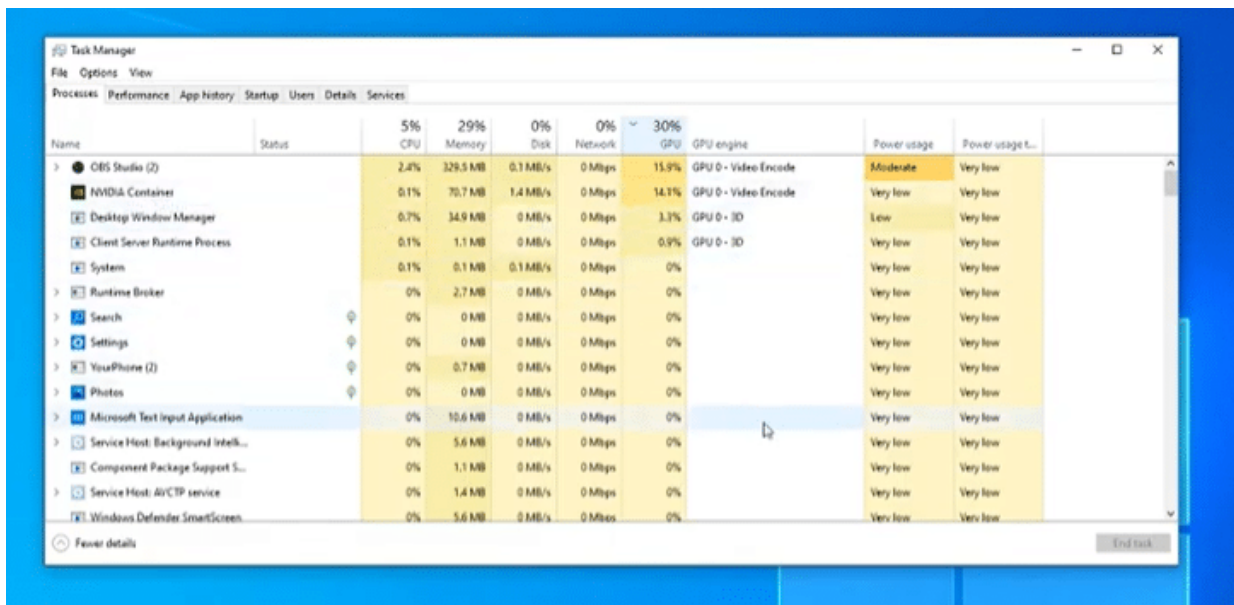 Task Manager
File Options View
Processes Performance App history Startup Users Details Services
5% 29% 0% 0% 30%
Name Status CPU Memory Disk Network GPU GPU engine Power usage Power usage t...
OBS Studio (2) 2.4% 329.5 MB 0.1 MB/s 0 Mbps 15.9% GPU 0 - Video Encode Moderate Very low
NVIDIA Container 0.1% 70.7 MB 1.4 MB/s 0 Mbps 14.1% GPU 0 - Video Encode Very low Very low
Desktop Window Manager 0.7% 34.9 MB 0 MB/s 0 Mbps 3.3% GPU 0 - 3D Low Very low
Client Server Runtime Process 0.1% 1.1 MB 0 MB/s 0 Mbps 0.9% GPU 0 - 3D Very low Very low
System 0.1% 0.1 MB 0.1 MB/s 0 Mbps 0% Very low Very low
Runtime Broker 0% 2.7 MB 0 MB/s 0 Mbps 0% Very low Very low
Search 0% 0 MB 0 MB/s 0 Mbps 0% Very low Very low
Settings 0% 0 MB 0 MB/s 0 Mbps 0% Very low Very low
YourPhone (2) 0% 0.7 MB 0 MB/s 0 Mbps 0% Very low Very low
Photos 0% 0 MB 0 MB/s 0 Mbps 0% Very low Very low
Microsoft Text Input Application 0% 10.6 MB 0 MB/s 0 Mbps 0% Very low Very low
Service Host: Background Intelli... 0% 5.6 MB 0 MB/s 0 Mbps 0% Very low Very low
Component Package Support S... 0% 1.1 MB 0 MB/s 0 Mbps 0% Very low Very low
Service Host: AVCTP service 0% 1.4 MB 0 MB/s 0 Mbps 0% Very low Very low
Windows Defender SmartScreen 0% 5.6 MB 0 MB/s 0 Mbps 0% Very low Very low
Fewer details End task